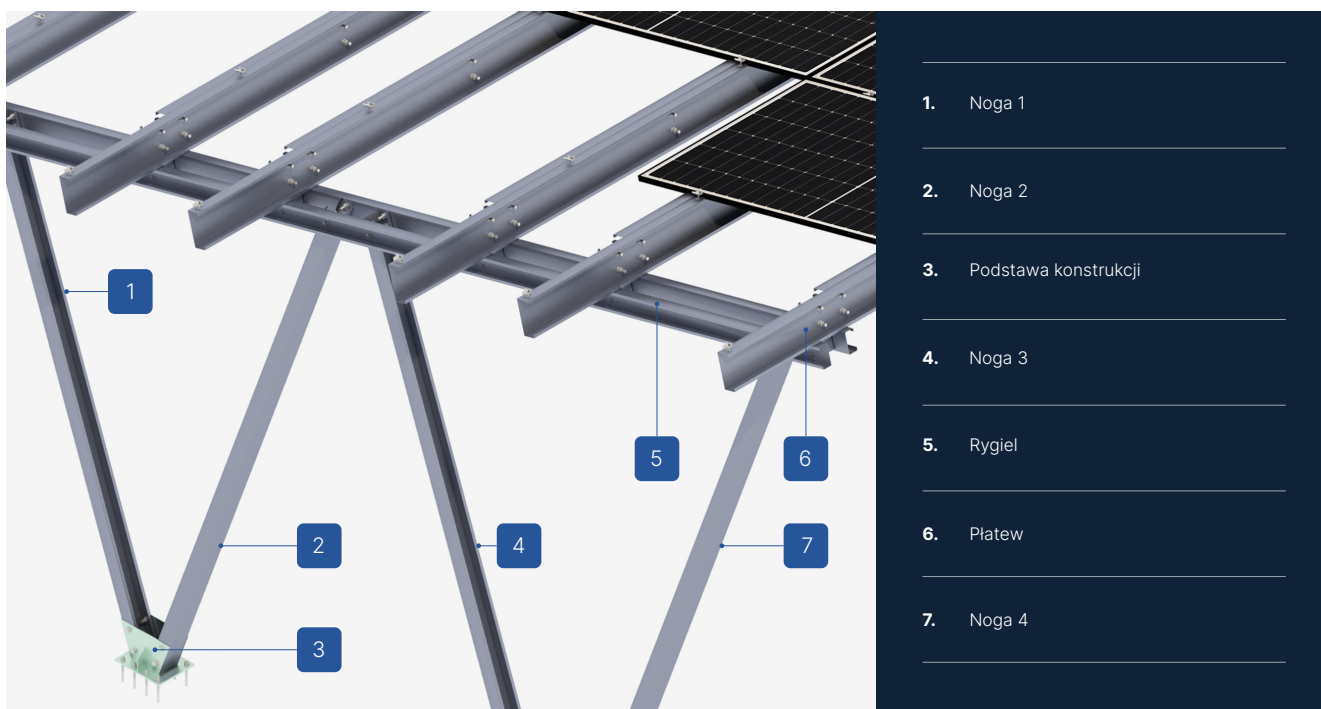 1
2
3
4
5
6
7
1. Noga 1
2. Noga 2
3. Podstawa konstrukcji
4. Noga 3
5. Rygiel
6. Płatew
7. Noga 4